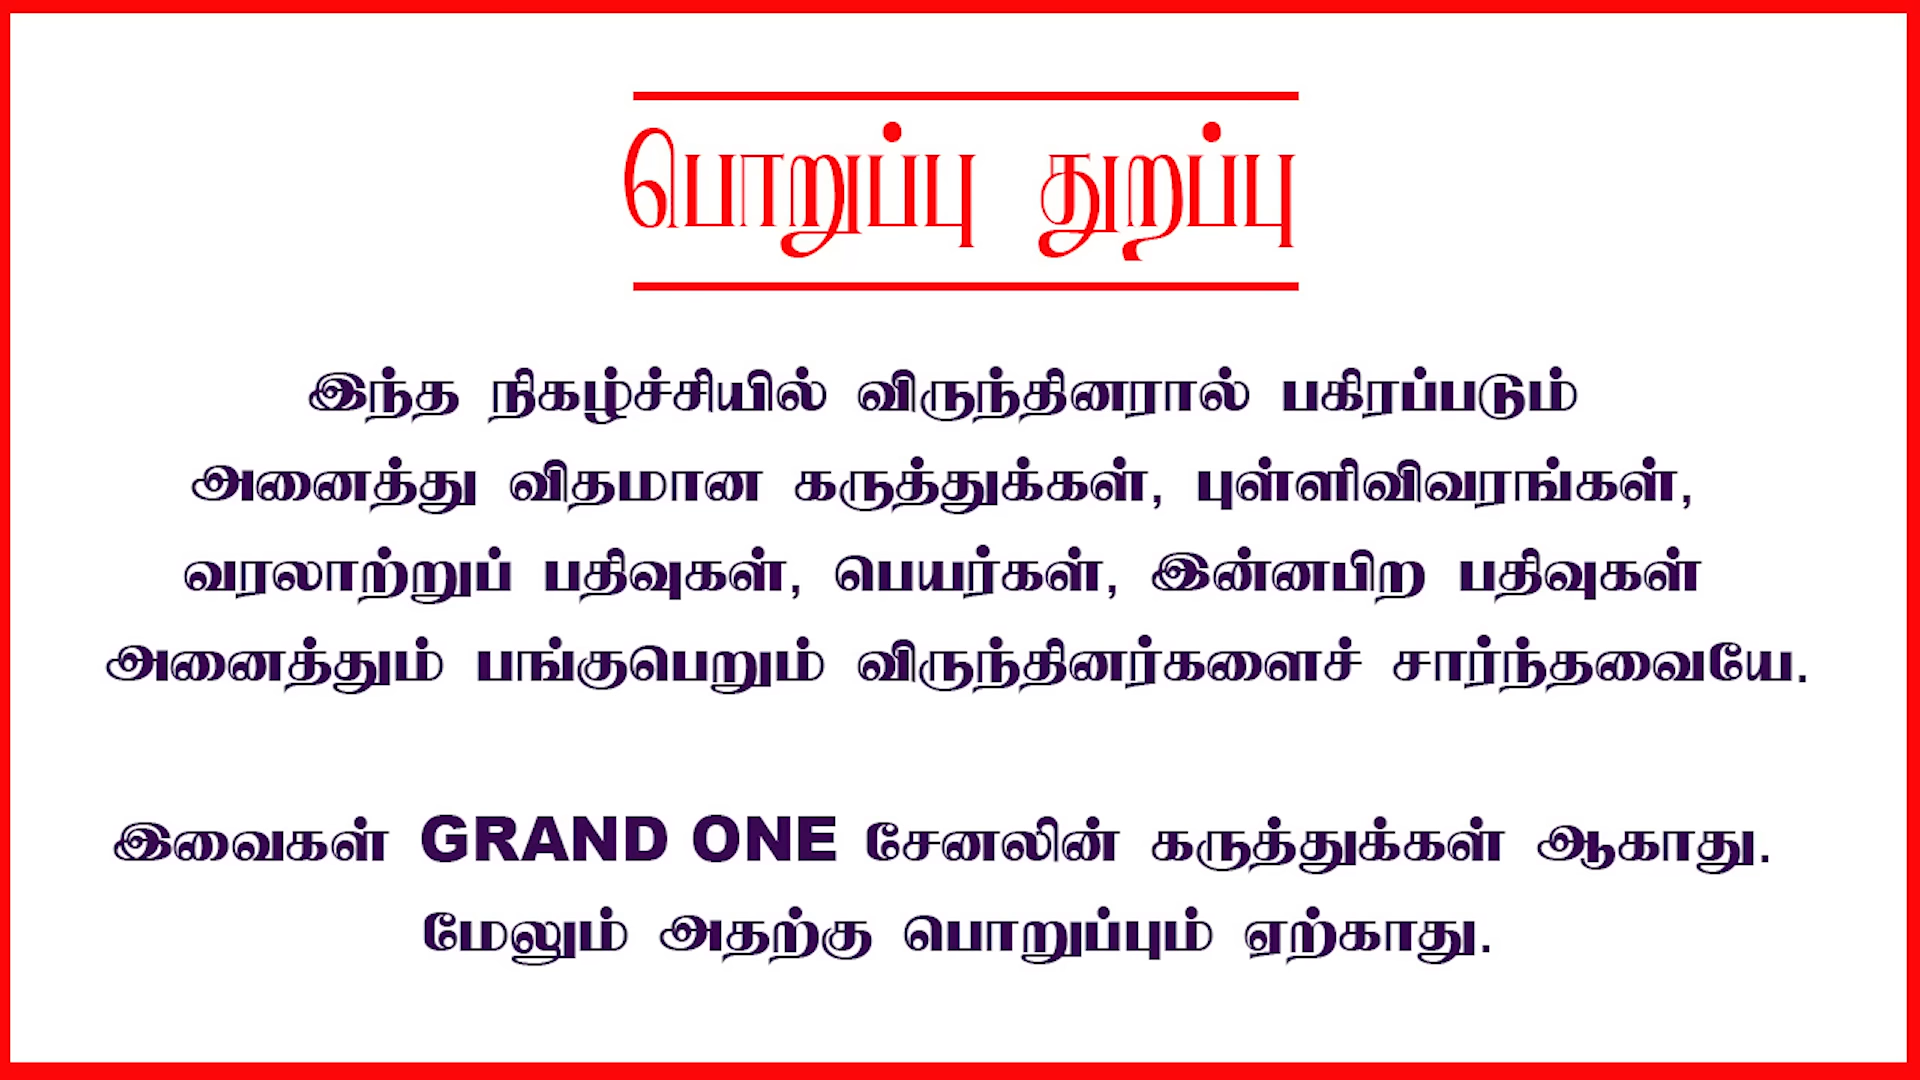 பொறுப்பு துறப்பு
இந்த நிகழ்ச்சியில் விருந்தினரால் பகிரப்படும்
அனைத்து விதமான கருத்துக்கள், புள்ளிவிவரங்கள்,
வரலாற்றுப் பதிவுகள், பெயர்கள், இன்னபிற பதிவுகள்
அனைத்தும் பங்குபெறும் விருந்தினர்களைச் சார்ந்தவையே.
இவைகள் GRAND ONE சேனலின் கருத்துக்கள் ஆகாது.
மேலும் அதற்கு பொறுப்பும் ஏற்காது.